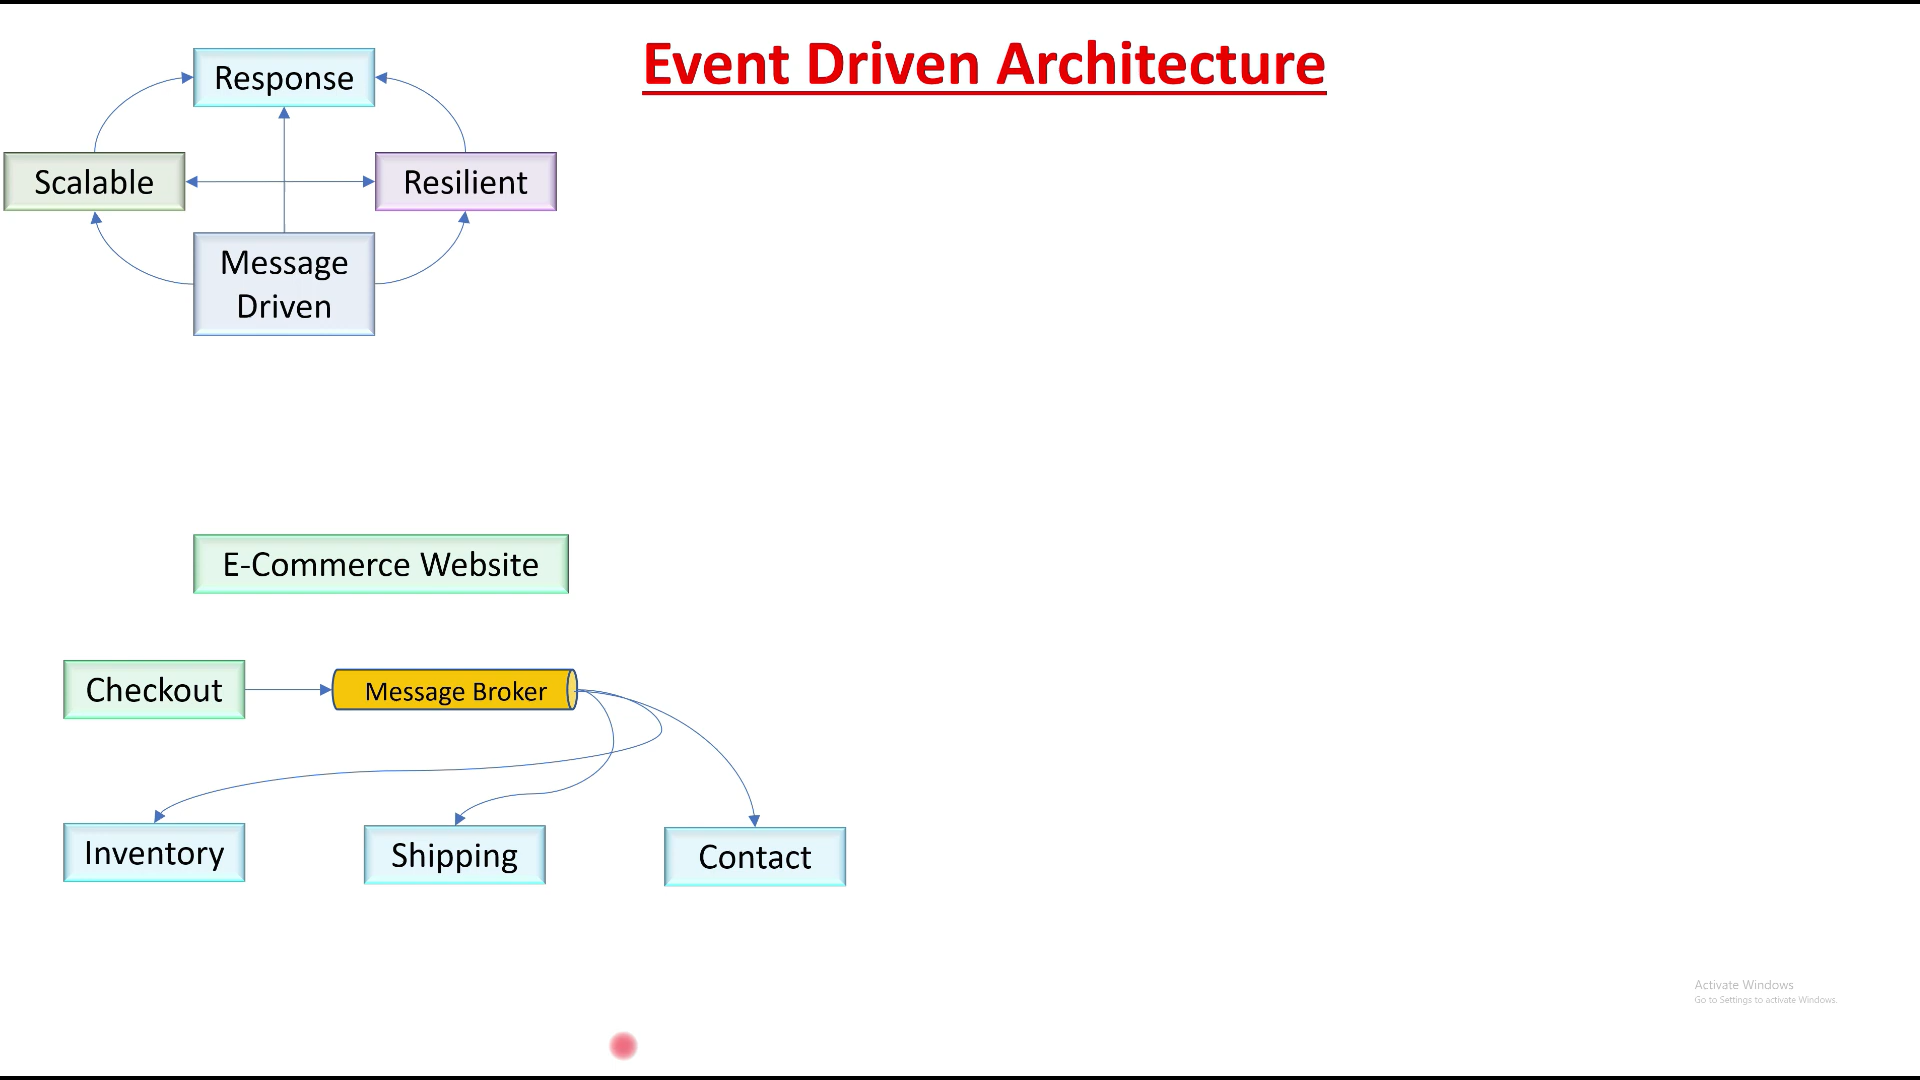 Event Driven Architecture
Response
Scalable
Resilient
Message
Driven
E-Commerce Website
Checkout
Message Broker
Inventory
Shipping
Contact
Activate Windows
Go to Settings to activate Windows.